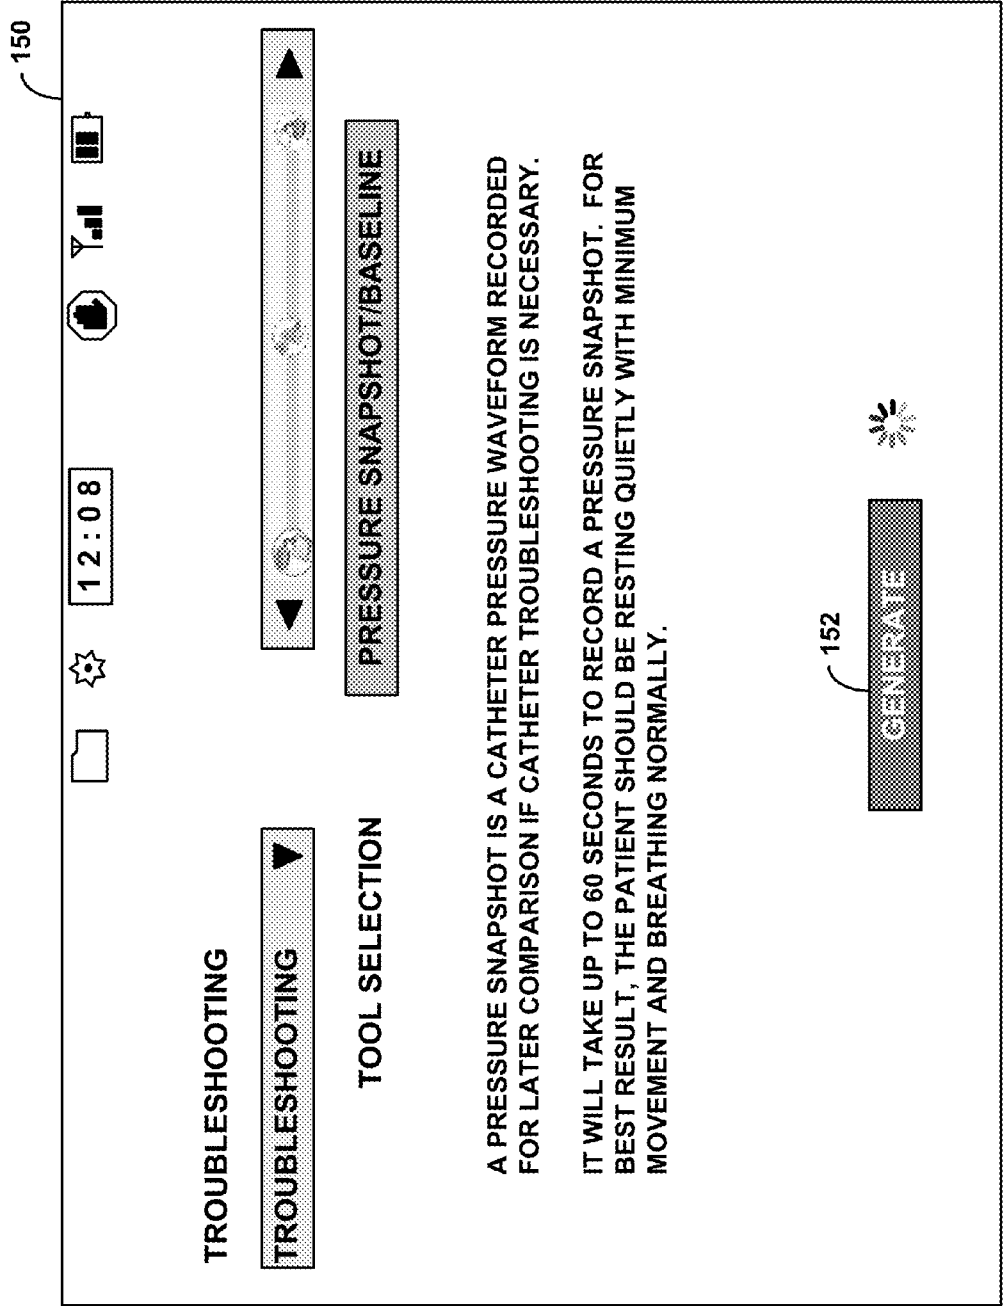 150
12:08
TROUBLESHOOTING
TROUBLESHOOTING
TOOL SELECTION
PRESSURE SNAPSHOT/BASELINE
A PRESSURE SNAPSHOT IS A CATHETER PRESSURE WAVEFORM RECORDED
FOR LATER COMPARISON IF CATHETER TROUBLESHOOTING IS NECESSARY.
IT WILL TAKE UP TO 60 SECONDS TO RECORD A PRESSURE SNAPSHOT. FOR
BEST RESULT, THE PATIENT SHOULD BE RESTING QUIETLY WITH MINIMUM
MOVEMENT AND BREATHING NORMALLY.
152
GENERATE